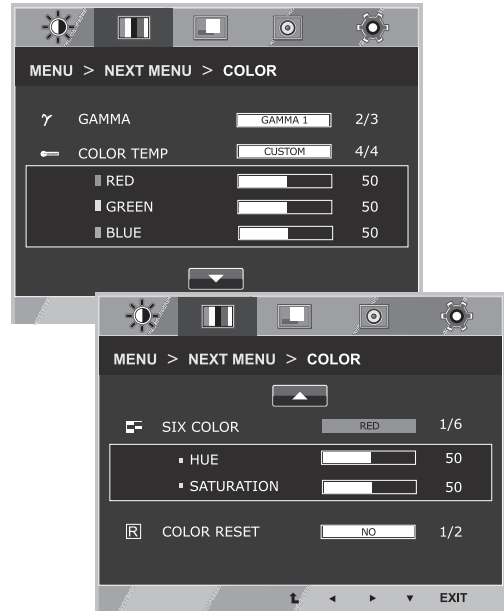 MENU > NEXT MENU > COLOR
γ GAMMA GAMMA 1 2/3
COLOR TEMP CUSTOM 4/4
RED 50
GREEN 50
BLUE 50
MENU > NEXT MENU > COLOR
SIX COLOR RED 1/6
HUE 50
SATURATION 50
R COLOR RESET NO 1/2
EXIT